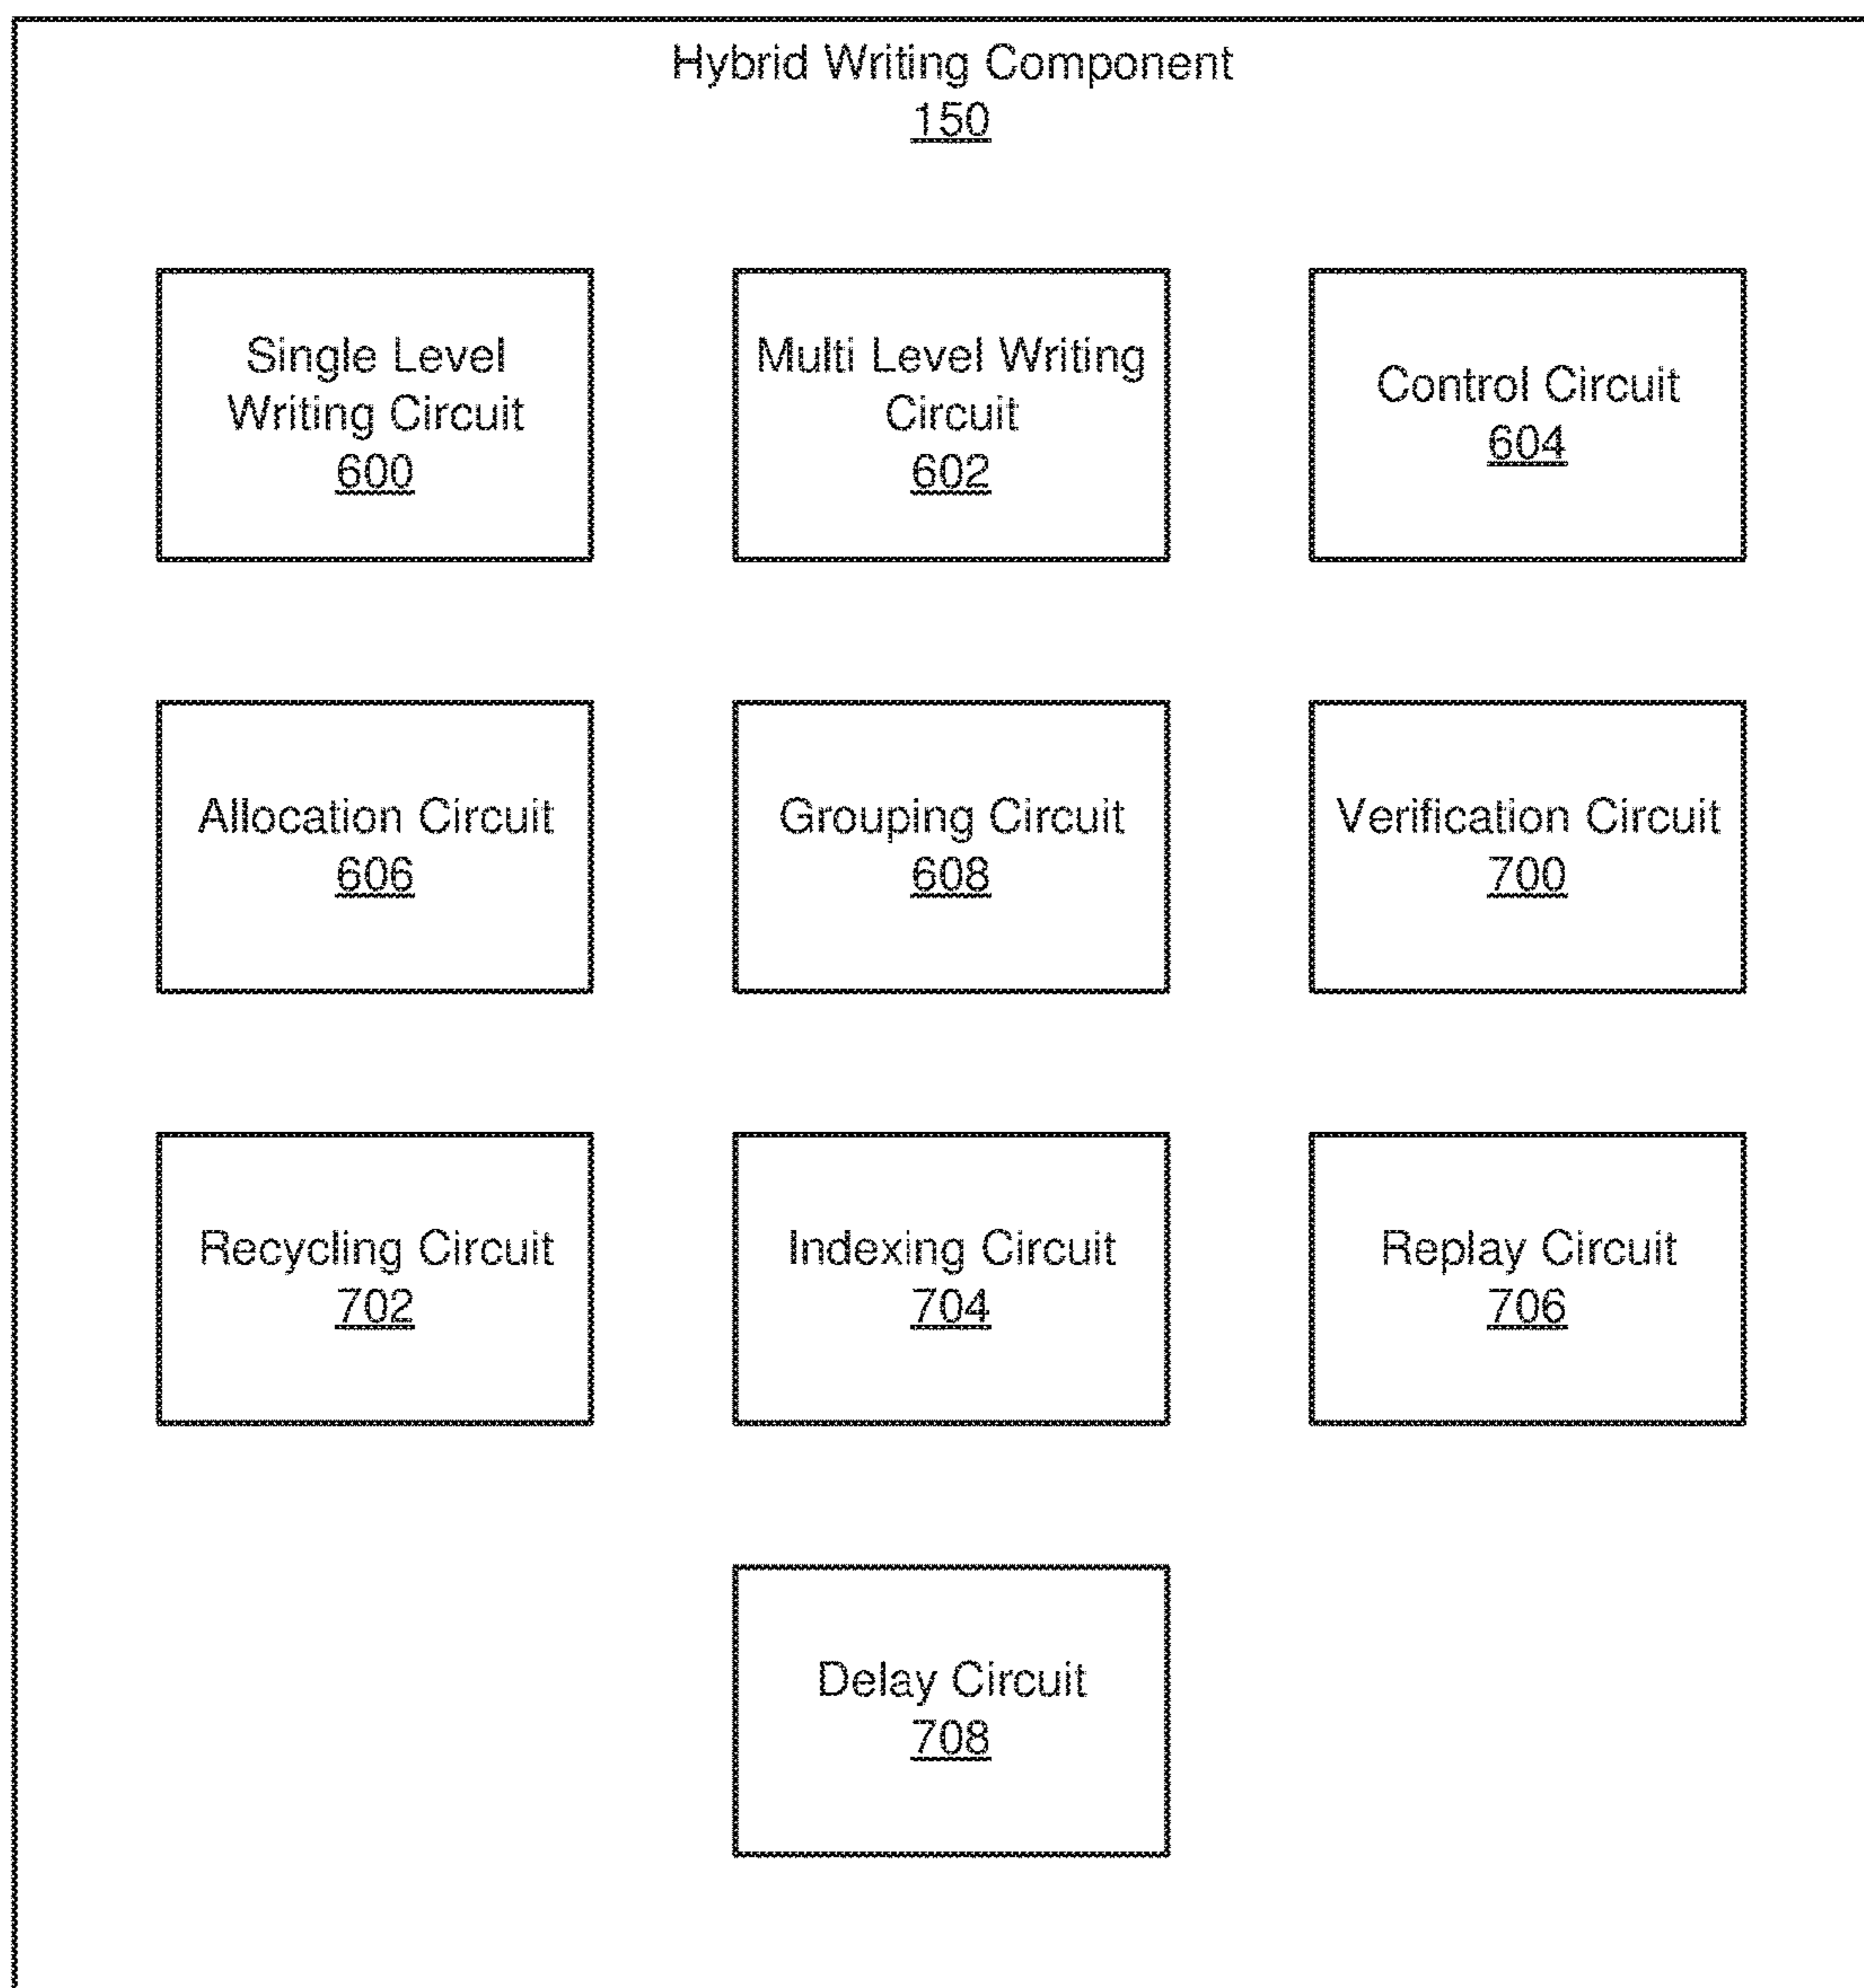 Hybrid Writing Component
150
Single Level
Writing Circuit
600
Multi Level Writing
Circuit
602
Control Circuit
604
Allocation Circuit
606
Grouping Circuit
608
Verification Circuit
700
Recycling Circuit
702
Indexing Circuit
704
Replay Circuit
706
Delay Circuit
708